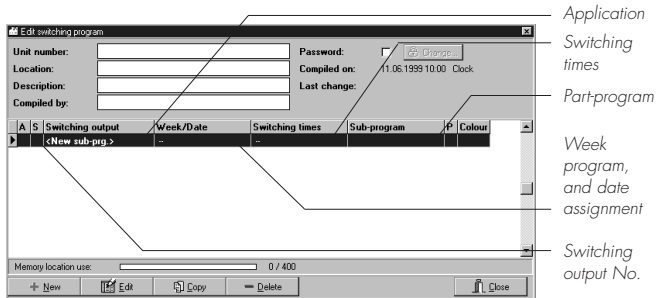 Edit switching program
Unit number:
Location:
Description:
Compiled by:
Password:
Change...
Compiled on: 11.06.1999 10:00 Clock
Last change:
A S Switching output Week/Date Switching times Sub-program P Colour
<New sub-prg.> -- --
Memory location use: 0 / 400
New Edit Copy Delete Close
Application
Switching
times
Part-program
Week
program,
and date
assignment
Switching
output No.